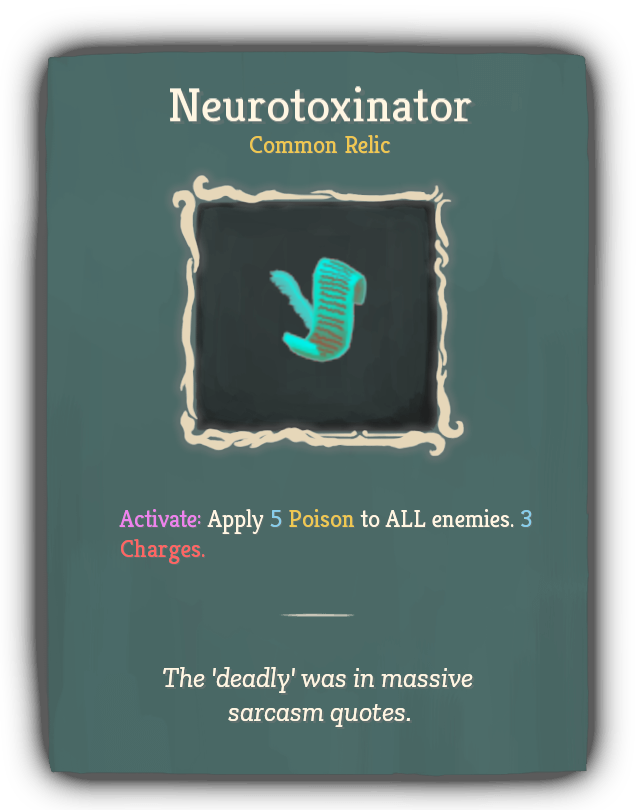 Neurotoxinator
Common Relic
Activate: Apply 5 Poison to ALL enemies. 3
Charges.
The 'deadly' was in massive
sarcasm quotes.